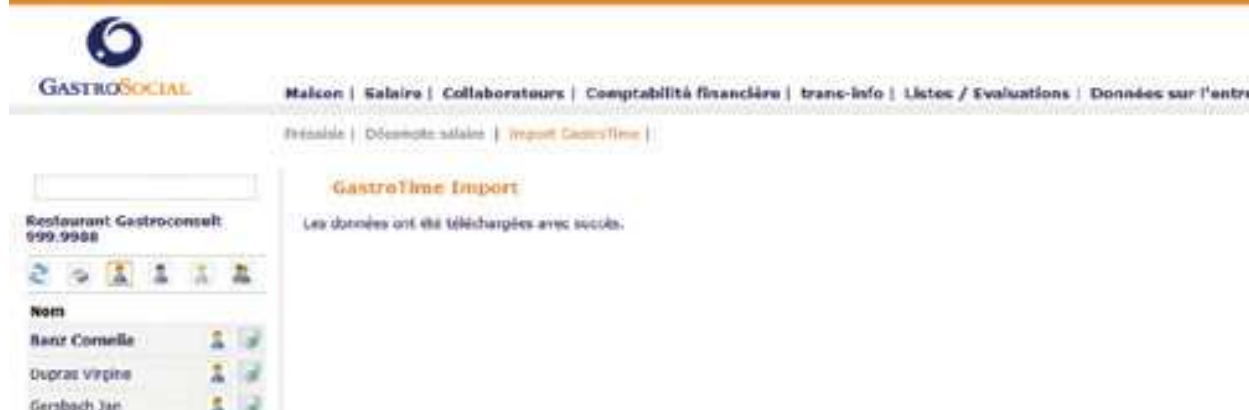 GASTROSOCIAL
Maison | Salaire | Collaborateurs | Comptabilité financière | trans-info | Listes / Evaluations | Données sur l'entre
Présaisie | Décompte salaire | Import GastroTime |
GastroTime Import
Les données ont été téléchargées avec succès.
Restaurant Gastroconsult
999.9988
Nom
Banz Cornelia
Dupras Virgine
Gersbach Jan